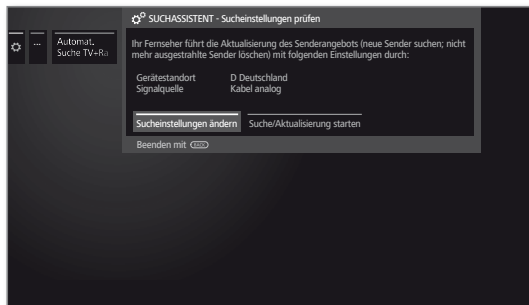 SUCHASSISTENT - Sucheinstellungen prüfen
...
Automat.
Suche TV+Ra
Ihr Fernseher führt die Aktualisierung des Senderangebots (neue Sender suchen; nicht
mehr ausgestrahlte Sender löschen) mit folgenden Einstellungen durch:
Gerätestandort D Deutschland
Signalquelle Kabel analog
Sucheinstellungen ändern Suche/Aktualisierung starten
Beenden mit BACK